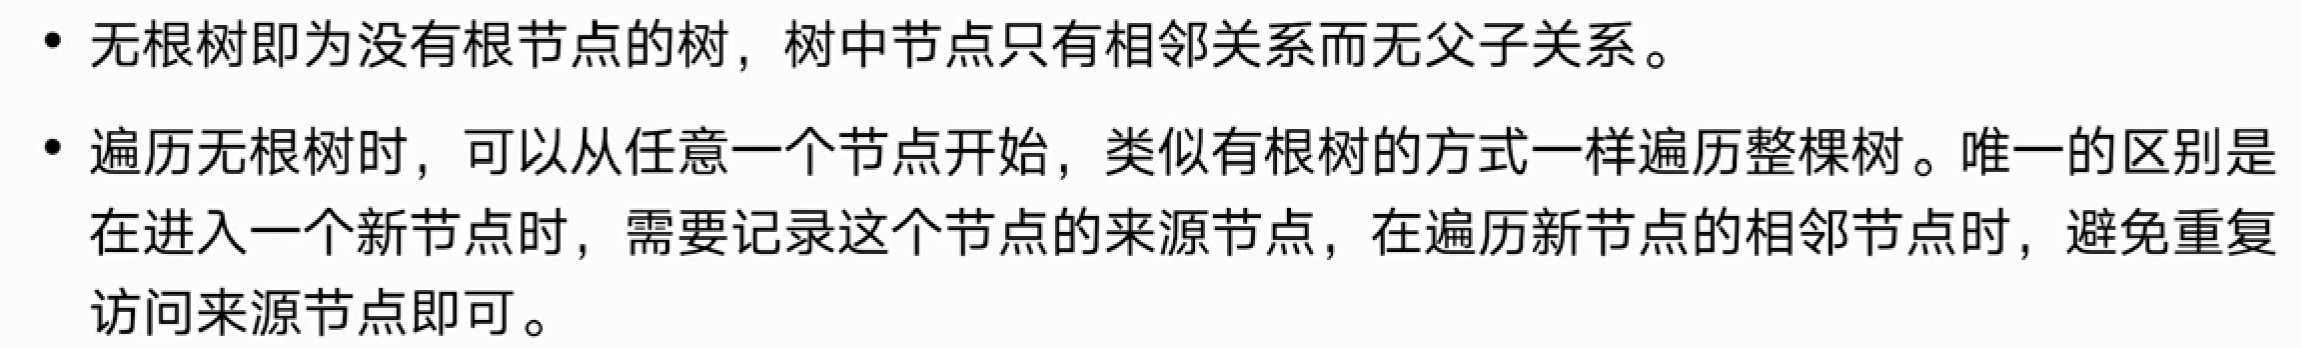 • 无根树即为没有根节点的树，树中节点只有相邻关系而无父子关系。
• 遍历无根树时，可以从任意一个节点开始，类似有根树的方式一样遍历整棵树。唯一的区别是
在进入一个新节点时，需要记录这个节点的来源节点，在遍历新节点的相邻节点时，避免重复
访问来源节点即可。